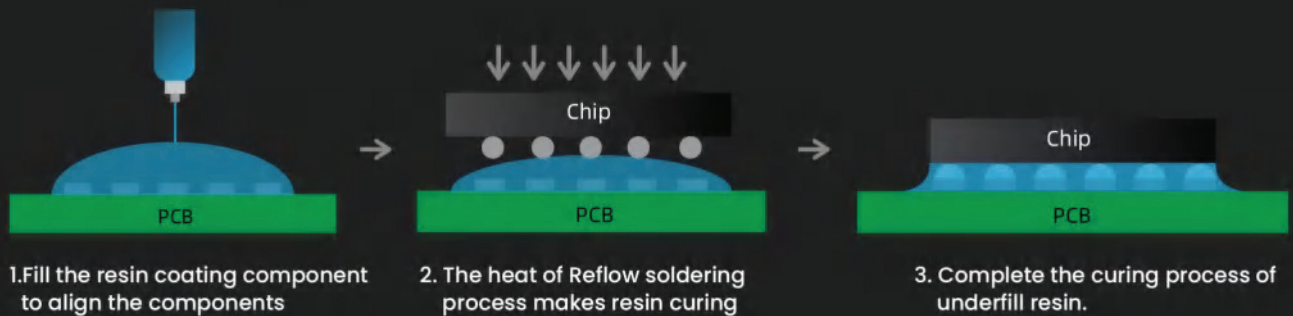 Chip
Chip
PCB
PCB
PCB
1.Fill the resin coating component
to align the components
2. The heat of Reflow soldering
process makes resin curing
3. Complete the curing process of
underfill resin.